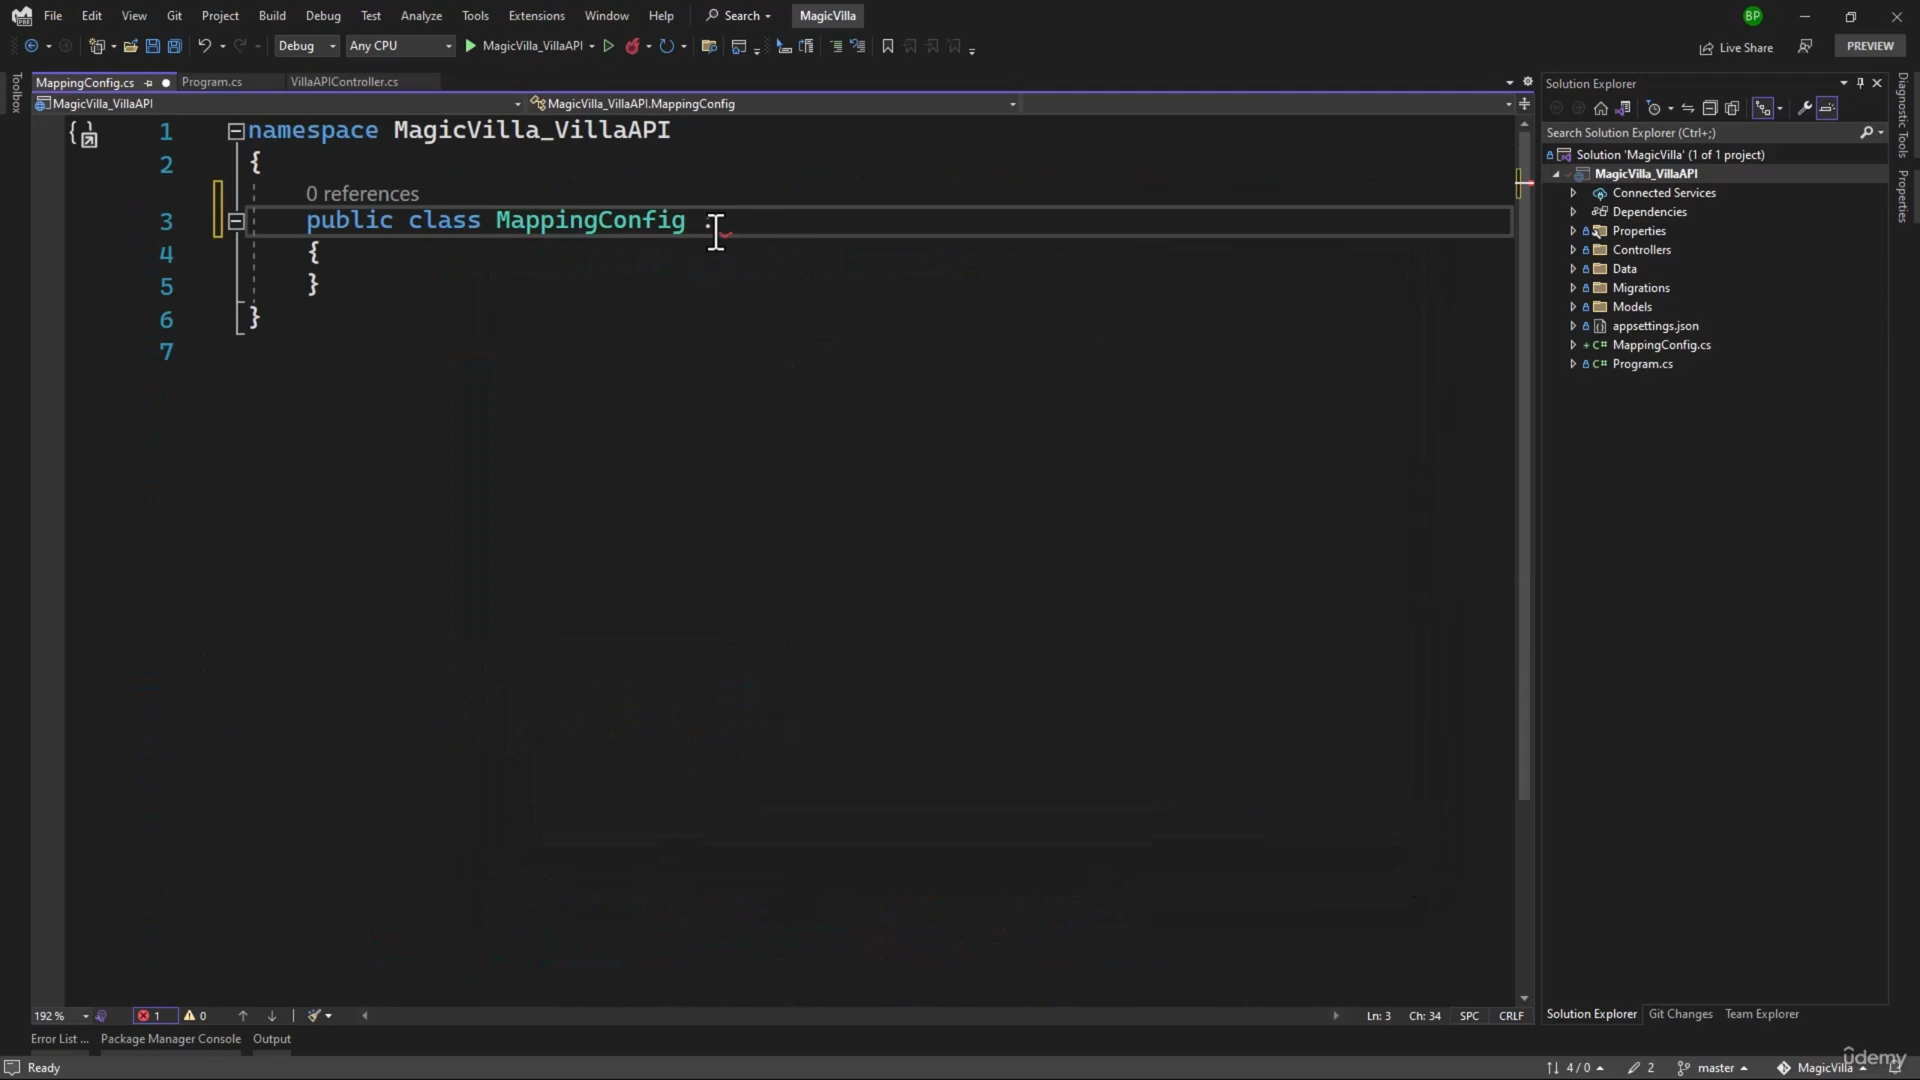 File Edit View Git Project Build Debug Test Analyze Tools Extensions Window Help Search MagicVilla BP
Debug Any CPU MagicVilla_VillaAPI Live Share PREVIEW
MappingConfig.cs Program.cs VillaAPIController.cs
MagicVilla_VillaAPI MagicVilla_VillaAPI.MappingConfig
1 namespace MagicVilla_VillaAPI
2 {
0 references
3 public class MappingConfig :
4 {
5 }
6 }
7
Toolbox
Solution Explorer
Search Solution Explorer (Ctrl+;)
Solution 'MagicVilla' (1 of 1 project)
MagicVilla_VillaAPI
Connected Services
Dependencies
Properties
Controllers
Data
Migrations
Models
appsettings.json
C# MappingConfig.cs
C# Program.cs
Diagnostic Tools
Properties
192 % 1 0 Ln: 3 Ch: 34 SPC CRLF
Solution Explorer Git Changes Team Explorer
Error List ... Package Manager Console Output
Ready 4 / 0 2 master MagicVilla
udemy